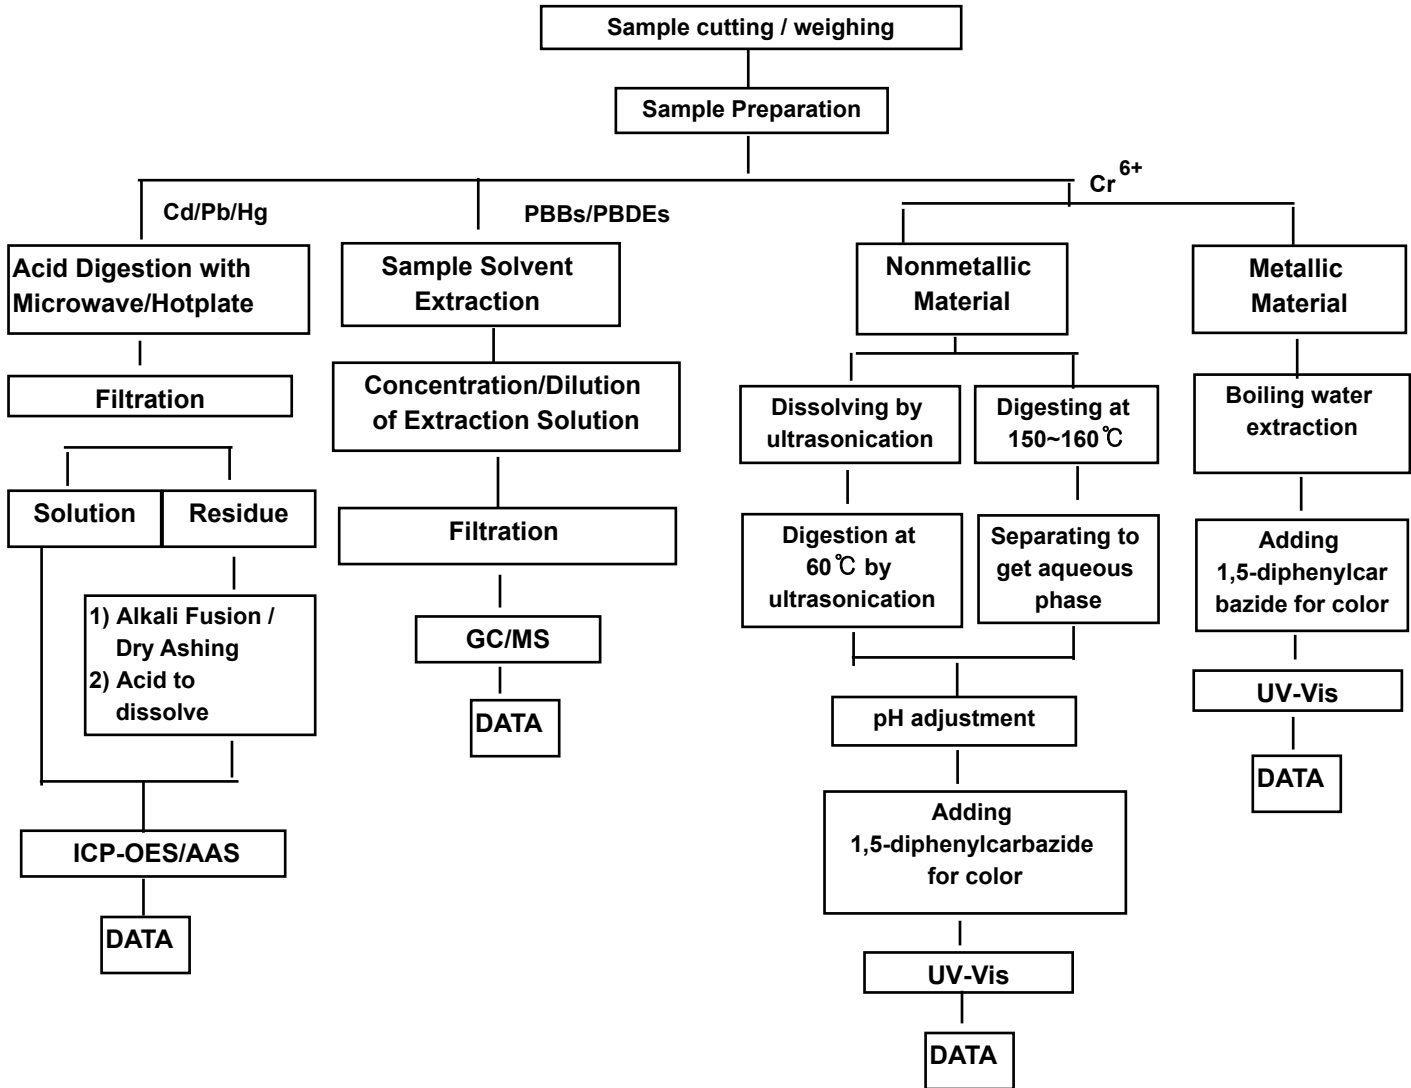 Sample cutting / weighing
Sample Preparation
Cr 6+
Cd/Pb/Hg
PBBs/PBDEs
Acid Digestion with
Microwave/Hotplate
Filtration
Solution
Residue
1) Alkali Fusion /
Dry Ashing
2) Acid to
dissolve
ICP-OES/AAS
DATA
Sample Solvent
Extraction
Concentration/Dilution
of Extraction Solution
Filtration
GC/MS
DATA
Nonmetallic
Material
Dissolving by
ultrasonication
Digestion at
60℃ by
ultrasonication
Digesting at
150~160℃
Separating to
get aqueous
phase
pH adjustment
Adding
1,5-diphenylcarbazide
for color
UV-Vis
DATA
Metallic
Material
Boiling water
extraction
Adding
1,5-diphenylcar
bazide for color
UV-Vis
DATA